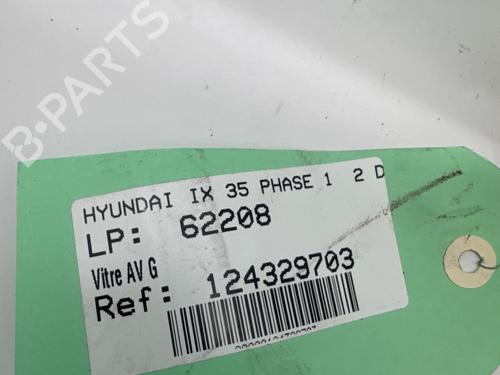 B-PARTS
HYUNDAI IX 35 PHASE 1 2 D
LP: 62208
Vitre AV G
Ref: 124329703